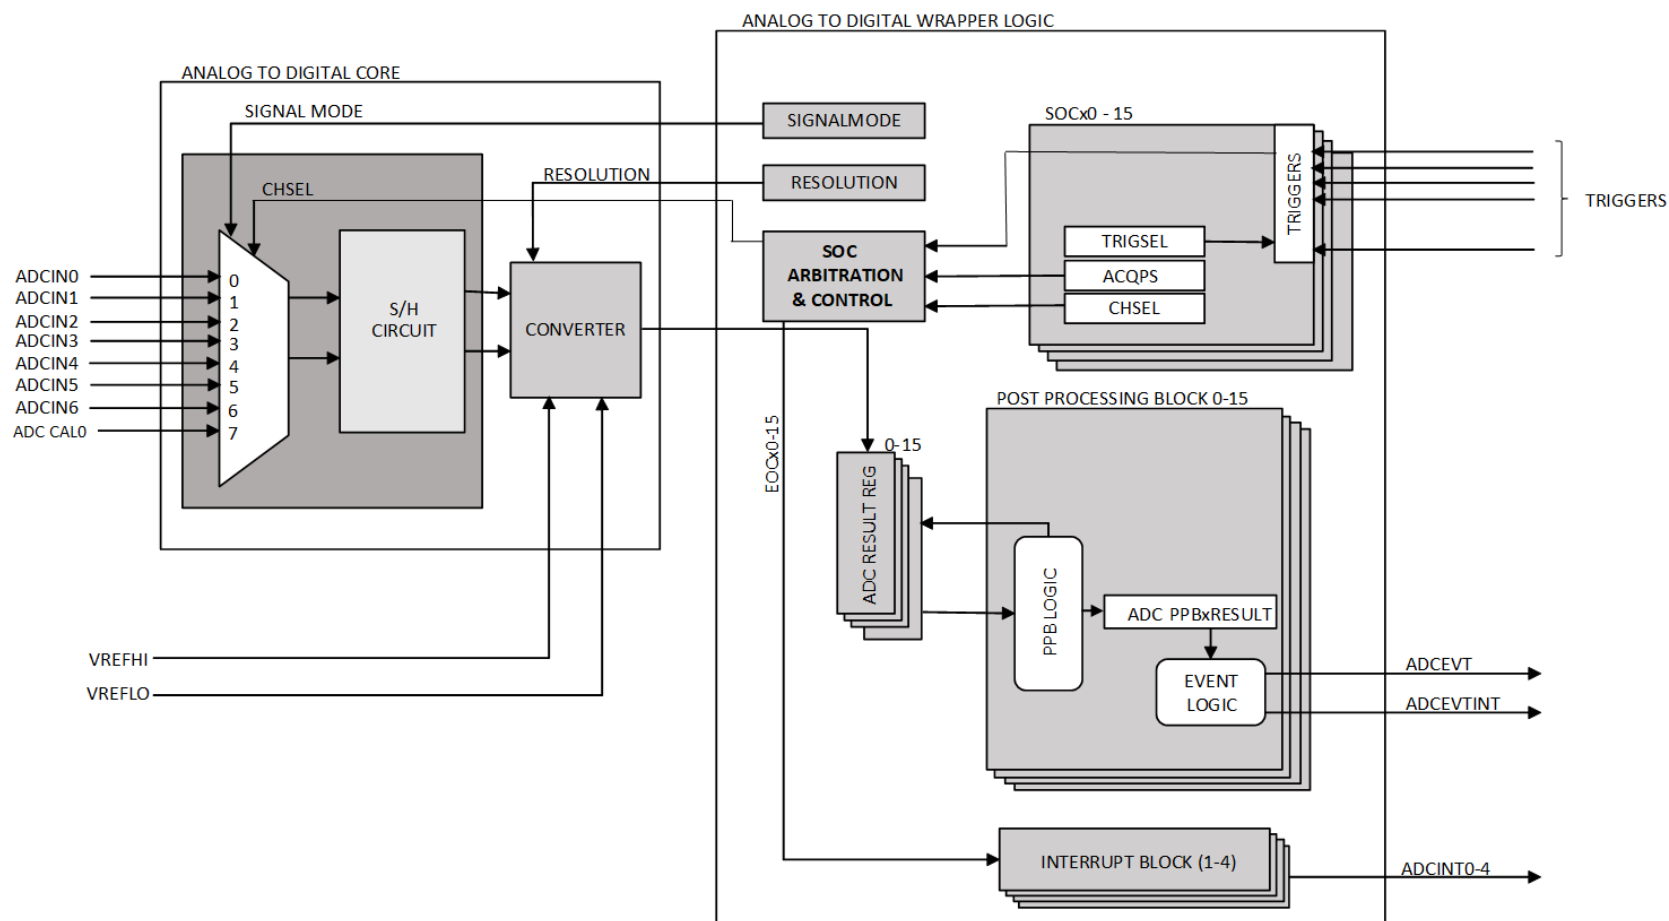 ANALOG TO DIGITAL WRAPPER LOGIC
ANALOG TO DIGITAL CORE
SIGNAL MODE
SIGNALMODE
SOCx0 - 15
RESOLUTION
RESOLUTION
CHSEL
TRIGGERS
TRIGGERS
SOC
ARBITRATION
& CONTROL
TRIGSEL
ACQPS
CHSEL
ADCIN0
ADCIN1
ADCIN2
ADCIN3
ADCIN4
ADCIN5
ADCIN6
ADC CAL0
0
1
2
3
4
5
6
7
S/H
CIRCUIT
CONVERTER
EOCx0-15
0-15
ADC RESULT REG
POST PROCESSING BLOCK 0-15
PPB LOGIC
ADC PPBxRESULT
EVENT
LOGIC
VREFHI
VREFLO
ADCEVT
ADCEVTINT
INTERRUPT BLOCK (1-4)
ADCINT0-4